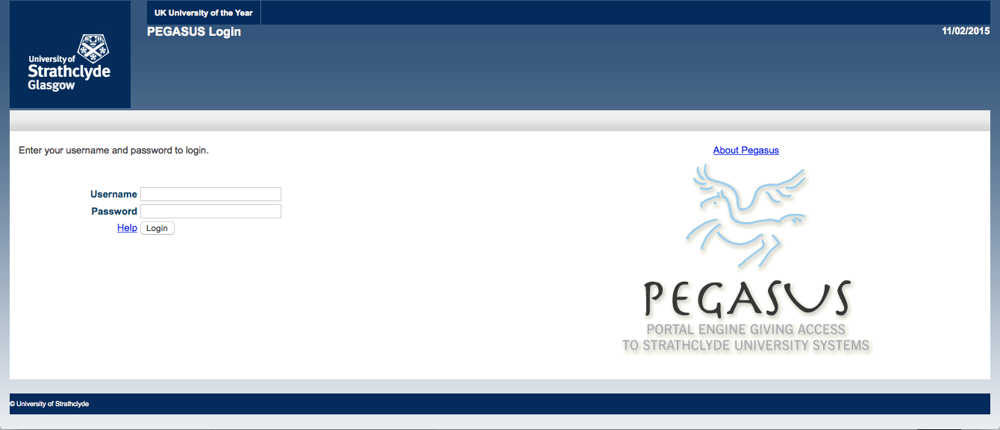 UK University of the Year
PEGASUS Login
11/02/2015
University of
Strathclyde
Glasgow
Enter your username and password to login.
About Pegasus
Username
Password
Help Login
PEGASUS
PORTAL ENGINE GIVING ACCESS
TO STRATHCLYDE UNIVERSITY SYSTEMS
© University of Strathclyde